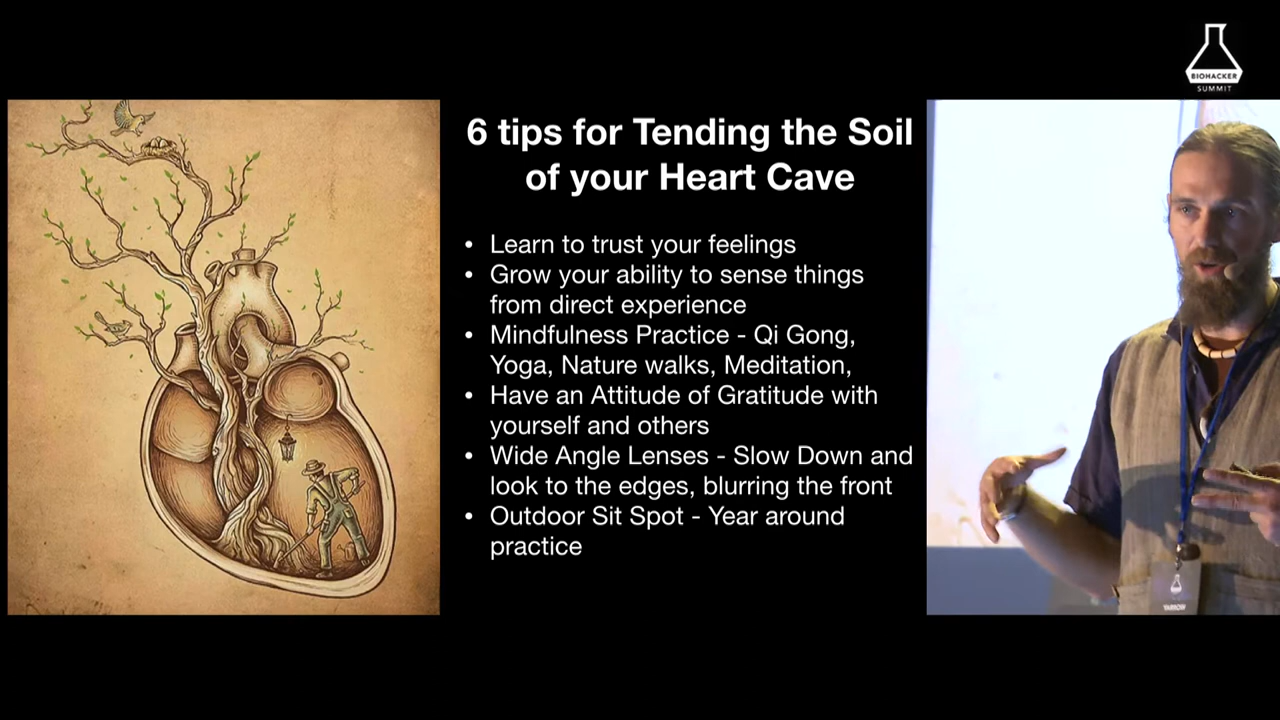 BIOHACKER
SUMMIT
6 tips for Tending the Soil
of your Heart Cave
• Learn to trust your feelings
• Grow your ability to sense things
from direct experience
• Mindfulness Practice - Qi Gong,
Yoga, Nature walks, Meditation,
• Have an Attitude of Gratitude with
yourself and others
• Wide Angle Lenses - Slow Down and
look to the edges, blurring the front
• Outdoor Sit Spot - Year around
practice